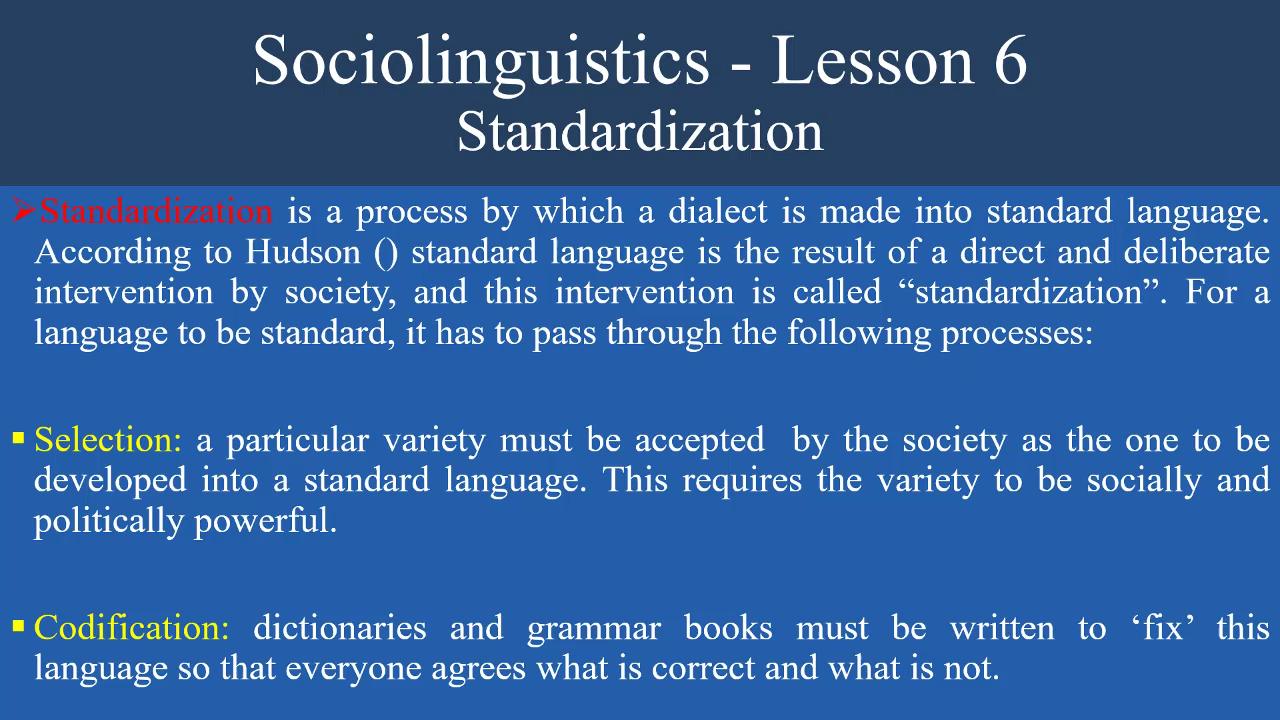 Sociolinguistics - Lesson 6
Standardization
➢Standardization is a process by which a dialect is made into standard language.
According to Hudson () standard language is the result of a direct and deliberate
intervention by society, and this intervention is called “standardization”. For a
language to be standard, it has to pass through the following processes:
▪ Selection: a particular variety must be accepted by the society as the one to be
developed into a standard language. This requires the variety to be socially and
politically powerful.
▪ Codification: dictionaries and grammar books must be written to ‘fix’ this
language so that everyone agrees what is correct and what is not.